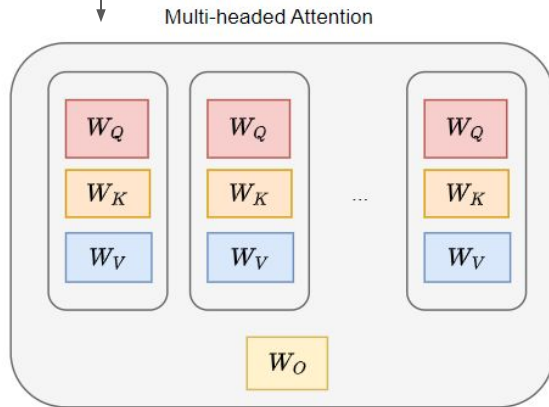 Multi-headed Attention
W_Q W_Q W_Q
W_K W_K ... W_K
W_V W_V W_V
W_O